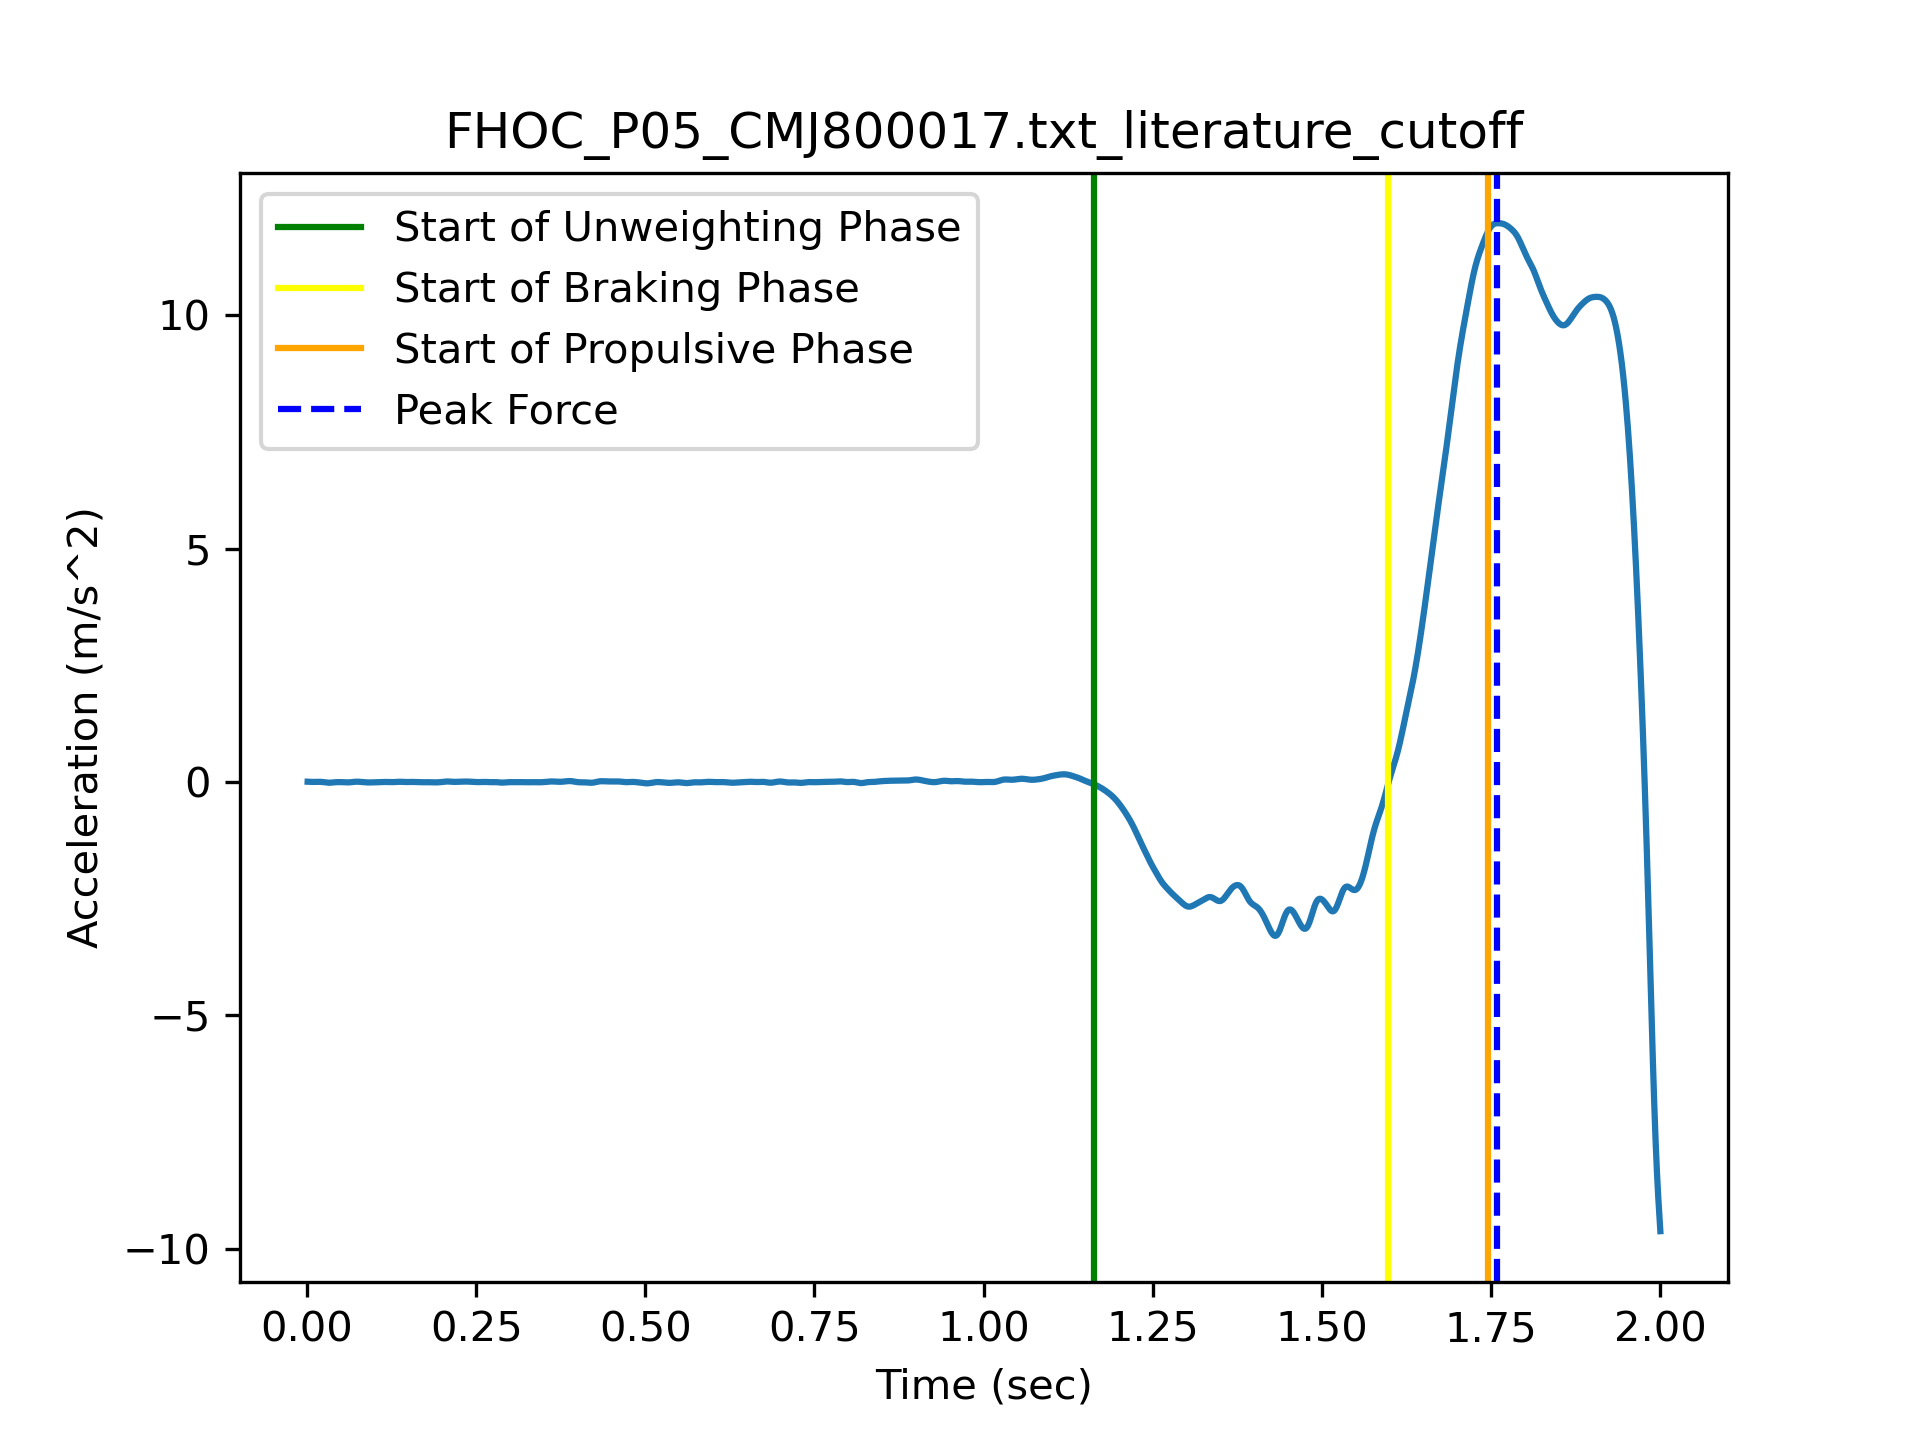 FHOC_P05_CMJ800017.txt_literature_cutoff
Start of Unweighting Phase
Start of Braking Phase
Start of Propulsive Phase
Peak Force
Acceleration (m/s^2)
10
5
0
−5
−10
0.00 0.25 0.50 0.75 1.00 1.25 1.50 1.75 2.00
Time (sec)